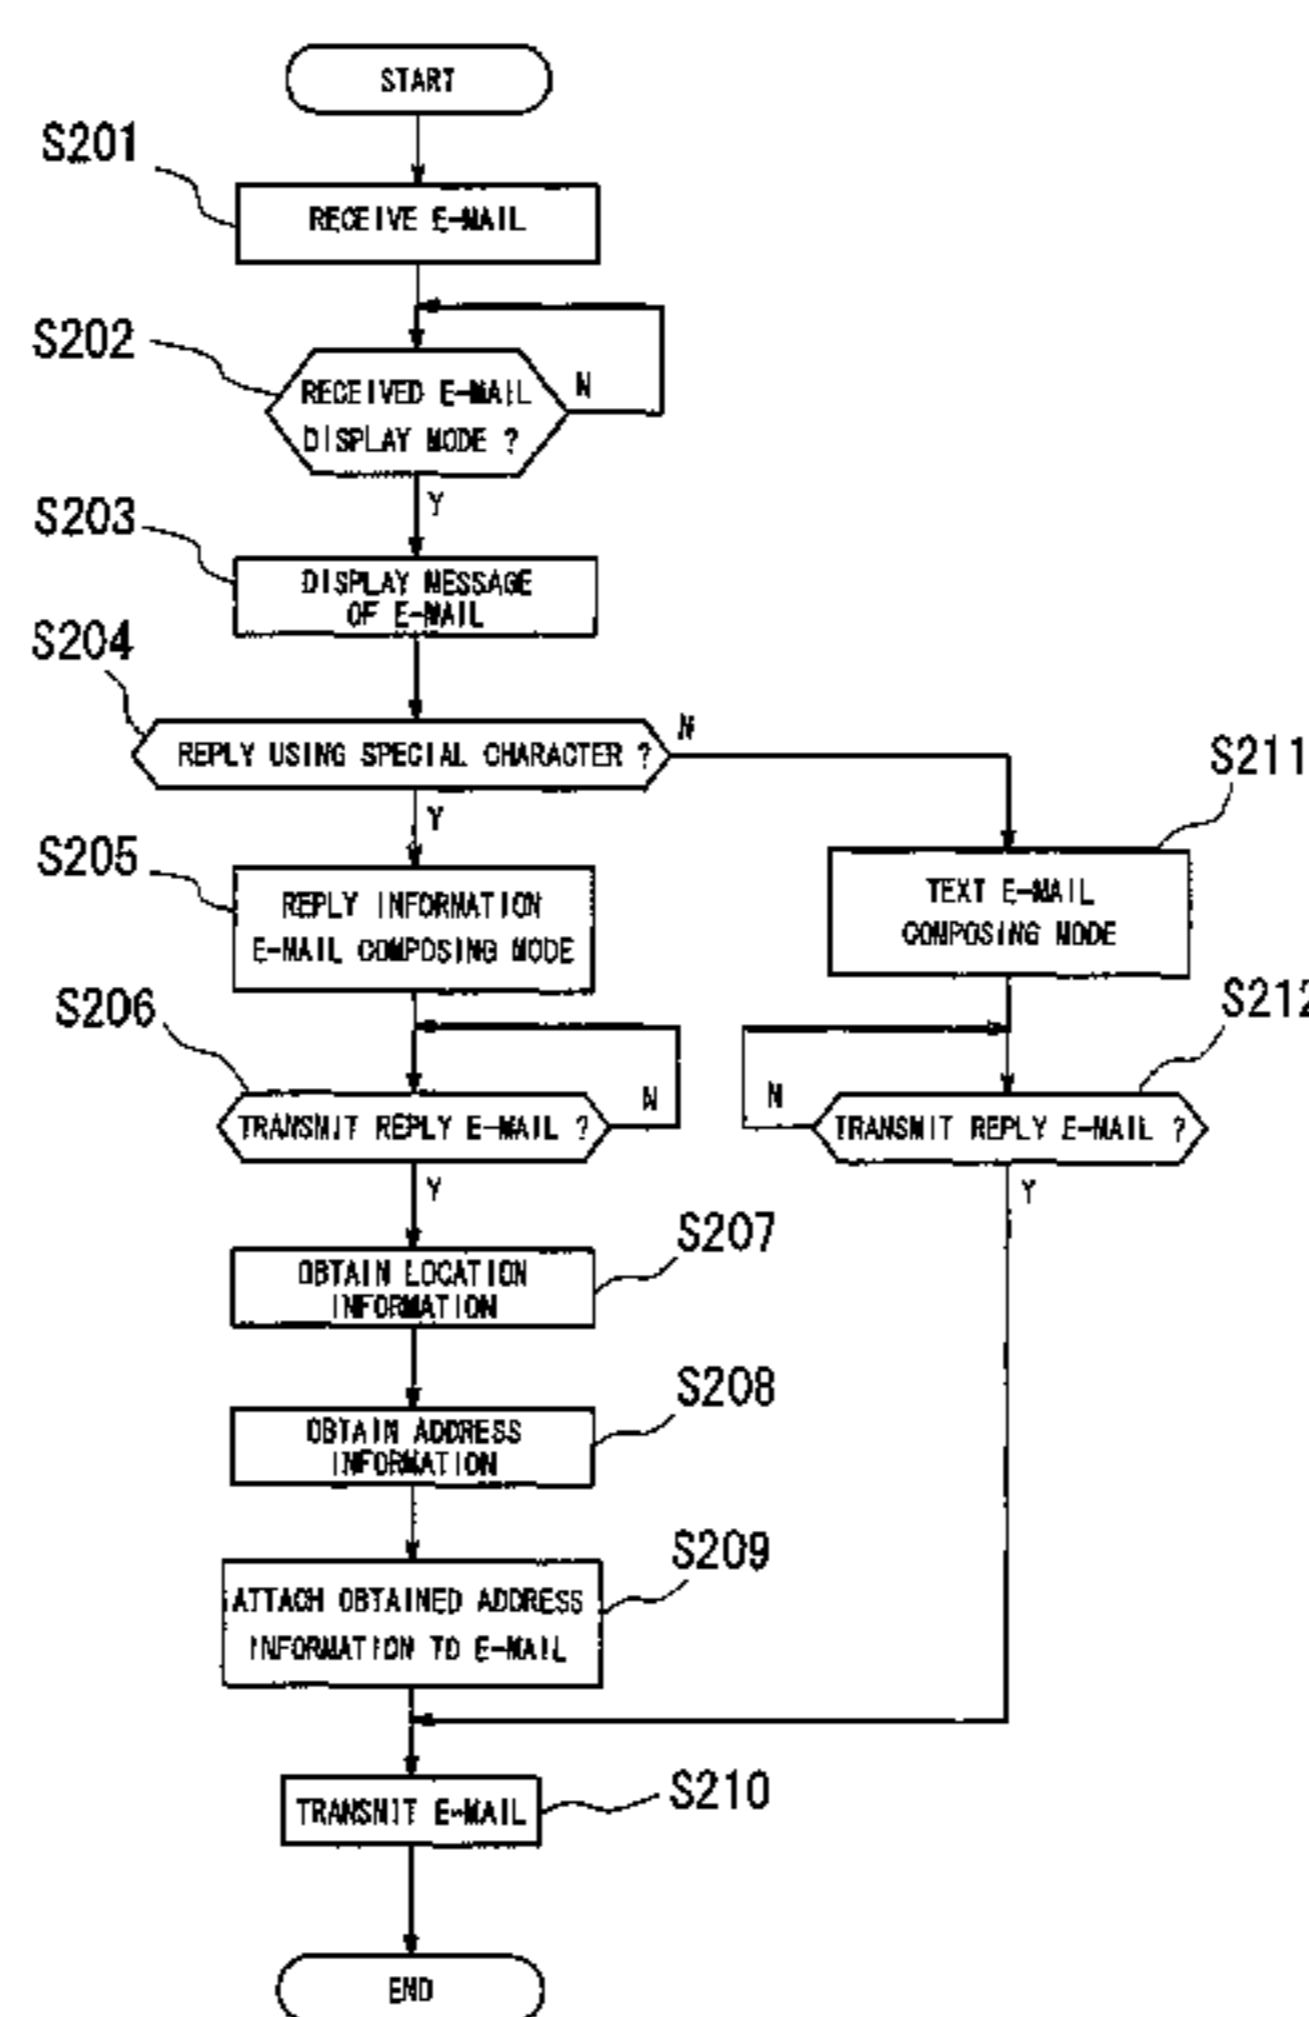 START
S201
RECEIVE E-MAIL
S202
RECEIVED E-MAIL
DISPLAY MODE ?
N
Y
S203
DISPLAY MESSAGE
OF E-MAIL
S204
REPLY USING SPECIAL CHARACTER ?
N
Y
S211
TEXT E-MAIL
COMPOSING MODE
S205
REPLY INFORMATION
E-MAIL COMPOSING MODE
S206
TRANSMIT REPLY E-MAIL ?
N
Y
S212
TRANSMIT REPLY E-MAIL ?
N
Y
S207
OBTAIN LOCATION
INFORMATION
S208
OBTAIN ADDRESS
INFORMATION
S209
ATTACH OBTAINED ADDRESS
INFORMATION TO E-MAIL
S210
TRANSMIT E-MAIL
END